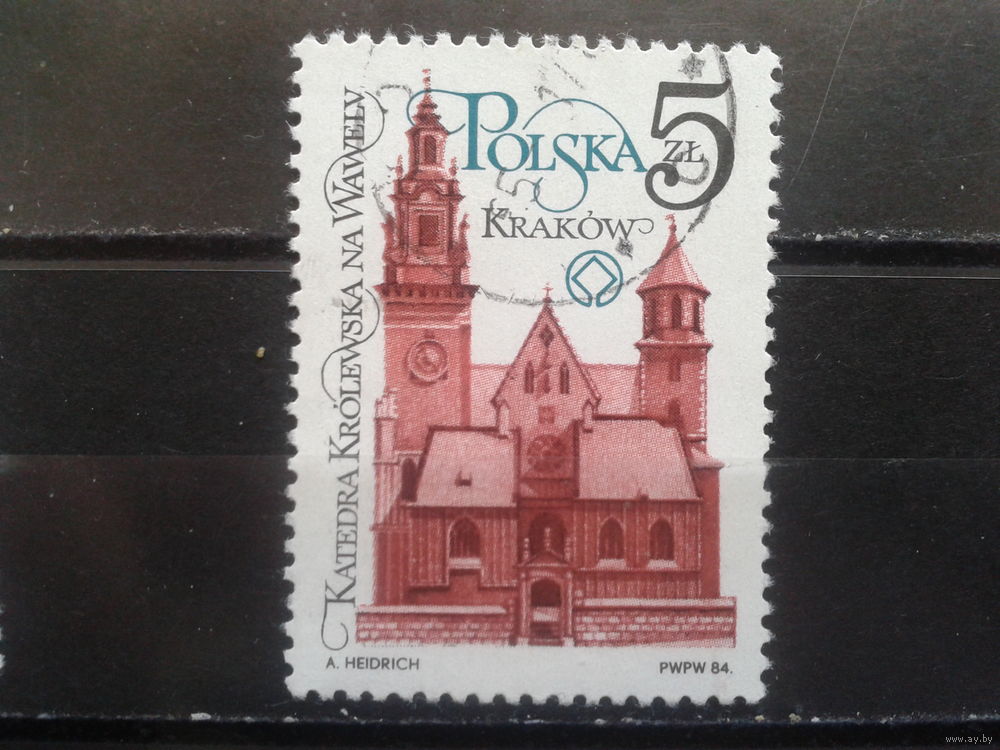 POLSKA
5
ZŁ
KRAKÓW
KATEDRA KRÓLEWSKA NA WAWELU
A. HEIDRICH
PWPW 84.
www.ay.by